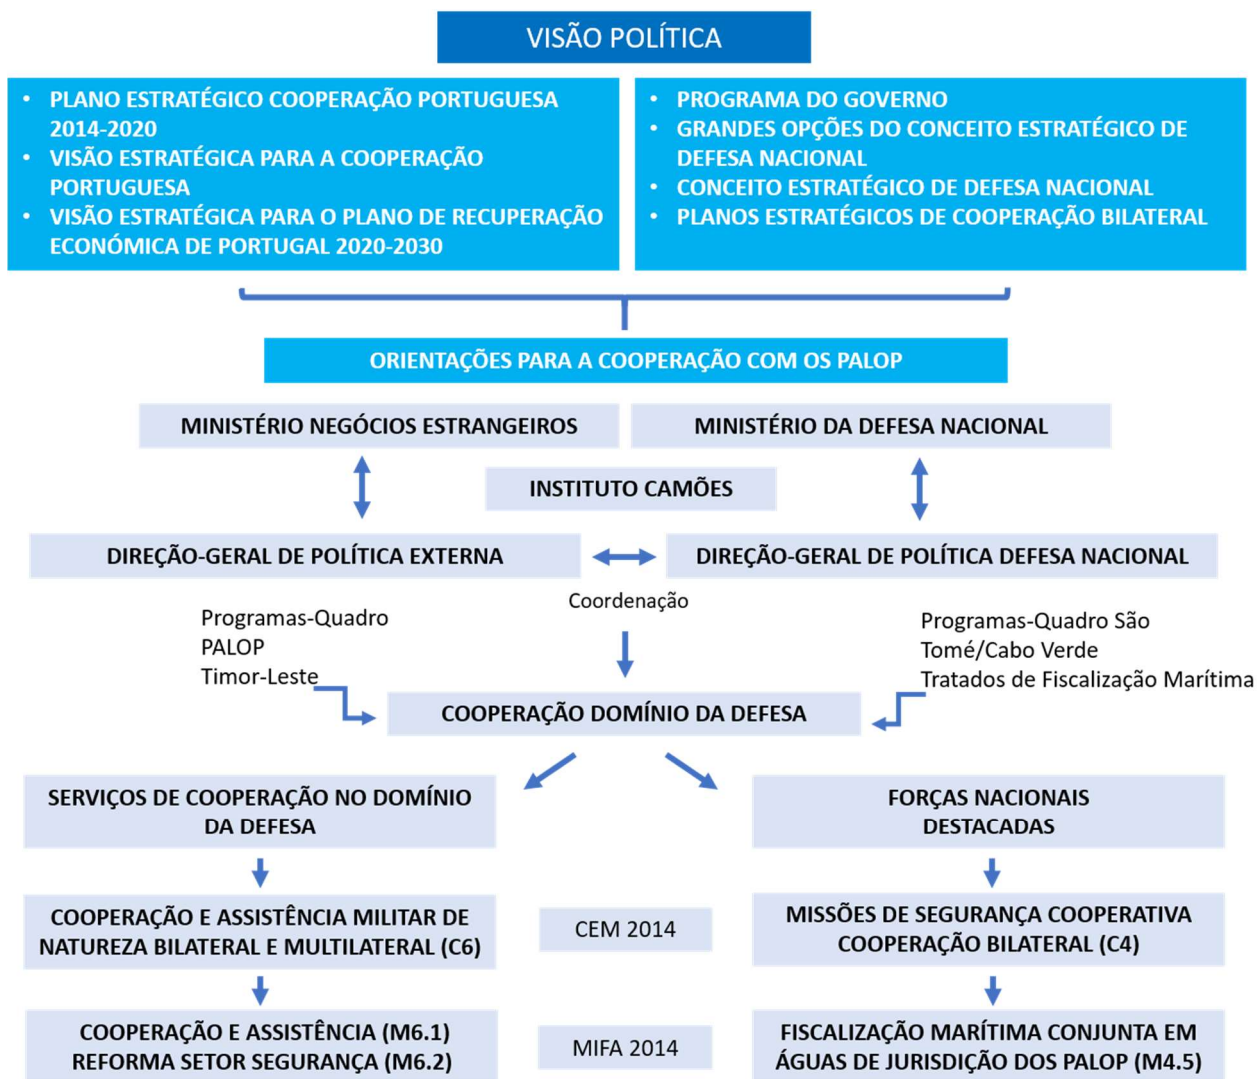 VISÃO POLÍTICA
• PLANO ESTRATÉGICO COOPERAÇÃO PORTUGUESA
2014-2020
• VISÃO ESTRATÉGICA PARA A COOPERAÇÃO
PORTUGUESA
• VISÃO ESTRATÉGICA PARA O PLANO DE RECUPERAÇÃO
ECONÓMICA DE PORTUGAL 2020-2030
• PROGRAMA DO GOVERNO
• GRANDES OPÇÕES DO CONCEITO ESTRATÉGICO DE
DEFESA NACIONAL
• CONCEITO ESTRATÉGICO DE DEFESA NACIONAL
• PLANOS ESTRATÉGICOS DE COOPERAÇÃO BILATERAL
ORIENTAÇÕES PARA A COOPERAÇÃO COM OS PALOP
MINISTÉRIO NEGÓCIOS ESTRANGEIROS
MINISTÉRIO DA DEFESA NACIONAL
INSTITUTO CAMÕES
DIREÇÃO-GERAL DE POLÍTICA EXTERNA
DIREÇÃO-GERAL DE POLÍTICA DEFESA NACIONAL
Coordenação
Programas-Quadro
PALOP
Timor-Leste
Programas-Quadro São
Tomé/Cabo Verde
Tratados de Fiscalização Marítima
COOPERAÇÃO DOMÍNIO DA DEFESA
SERVIÇOS DE COOPERAÇÃO NO DOMÍNIO
DA DEFESA
FORÇAS NACIONAIS
DESTACADAS
COOPERAÇÃO E ASSISTÊNCIA MILITAR DE
NATUREZA BILATERAL E MULTILATERAL (C6)
CEM 2014
MISSÕES DE SEGURANÇA COOPERATIVA
COOPERAÇÃO BILATERAL (C4)
COOPERAÇÃO E ASSISTÊNCIA (M6.1)
REFORMA SETOR SEGURANÇA (M6.2)
MIFA 2014
FISCALIZAÇÃO MARÍTIMA CONJUNTA EM
ÁGUAS DE JURISDIÇÃO DOS PALOP (M4.5)